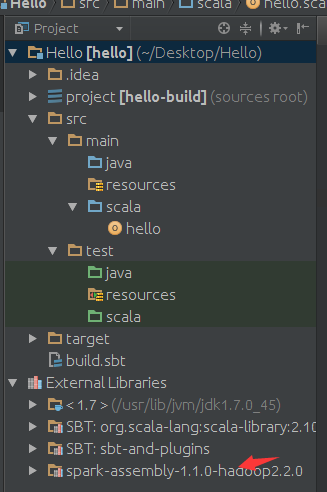 Hello src main scala hello.sca
Project
Hello [hello] (~/Desktop/Hello)
.idea
project [hello-build] (sources root)
src
main
java
resources
scala
hello
test
java
resources
scala
target
build.sbt
External Libraries
< 1.7 > (/usr/lib/jvm/jdk1.7.0_45)
SBT: org.scala-lang:scala-library:2.10
SBT: sbt-and-plugins
spark-assembly-1.1.0-hadoop2.2.0